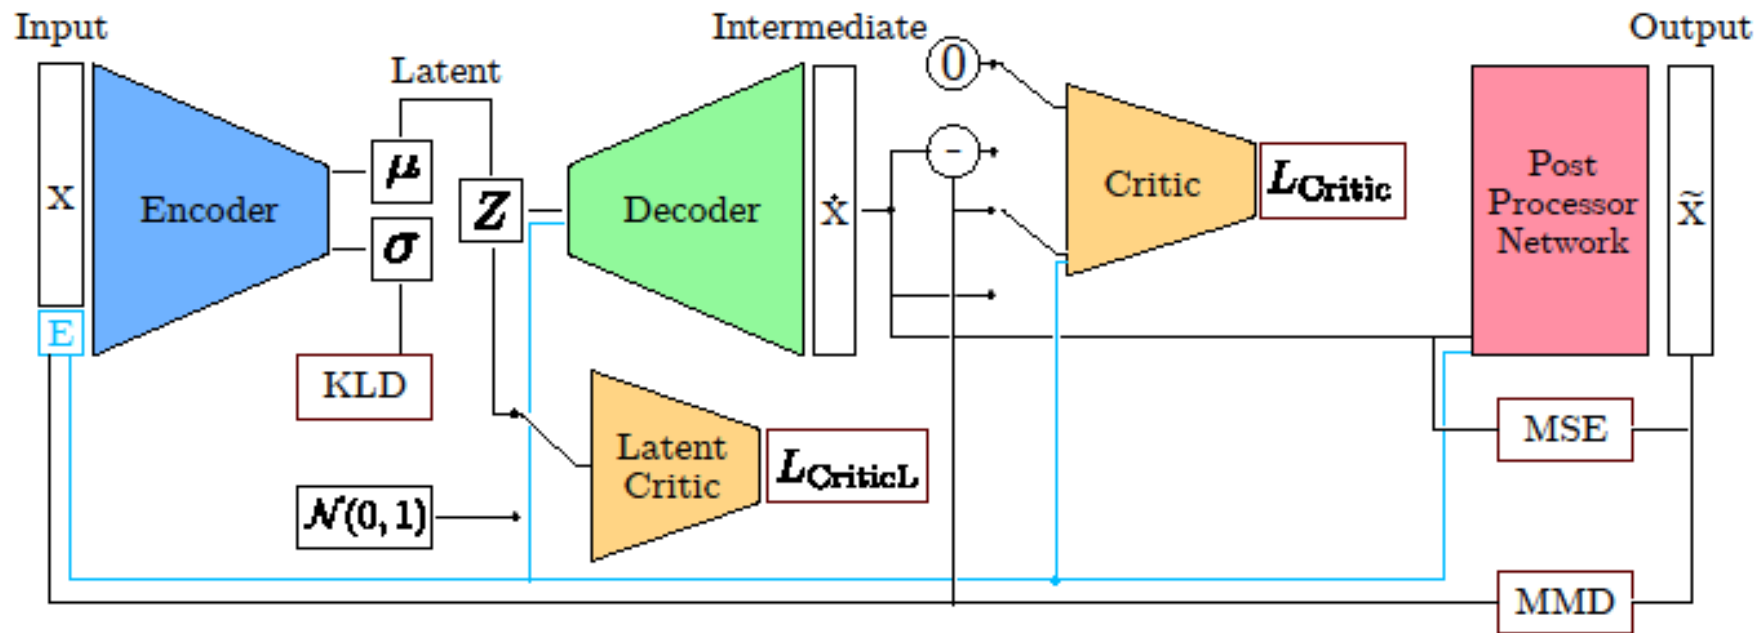 Input
Latent
Intermediate
0
Output
X
E
Encoder
μ
σ
KLD
Z
Decoder
Ẋ
-
Critic
L_Critic
Post
Processor
Network
X̃
MSE
Latent
Critic
L_CriticL
𝒩(0, 1)
MMD